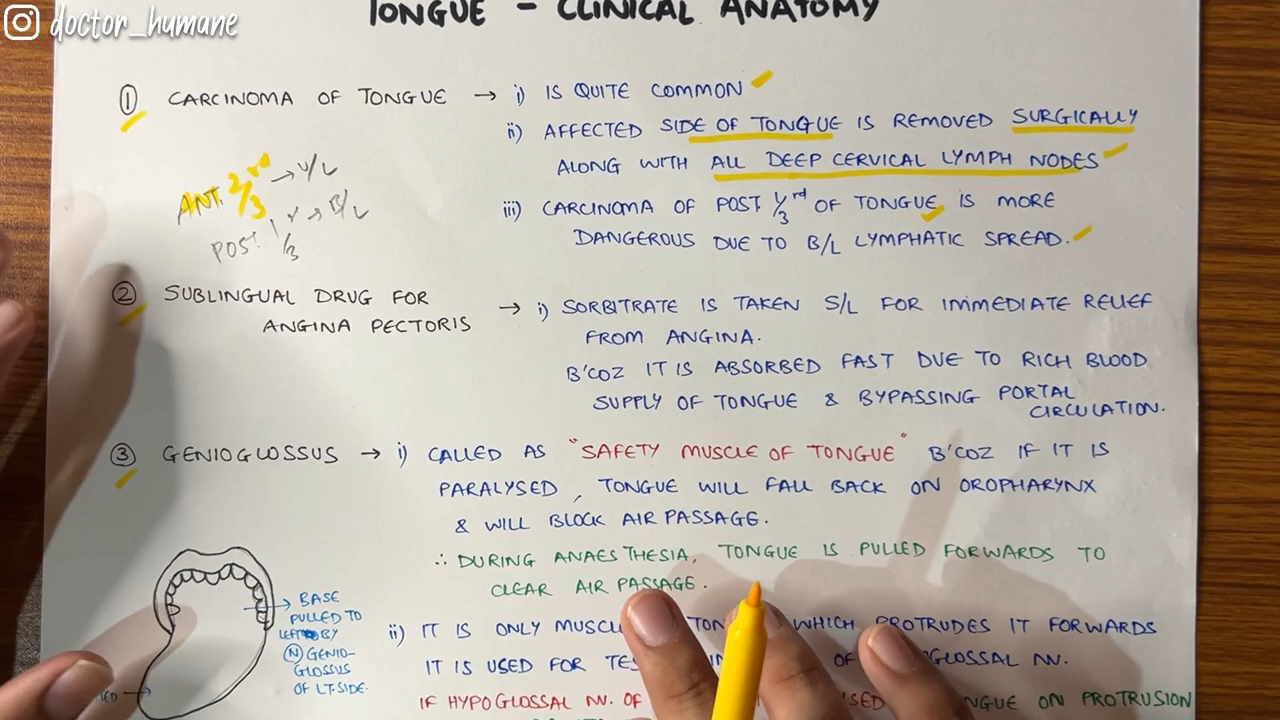 doctor_humane
TONGUE - CLINICAL ANATOMY
① CARCINOMA OF TONGUE → i) IS QUITE COMMON
ii) AFFECTED SIDE OF TONGUE IS REMOVED SURGICALLY
ALONG WITH ALL DEEP CERVICAL LYMPH NODES
ANT. 2/3rd → U/L
POST. 1/3r → B/L
iii) CARCINOMA OF POST 1/3rd OF TONGUE IS MORE
DANGEROUS DUE TO B/L LYMPHATIC SPREAD.
② SUBLINGUAL DRUG FOR
ANGINA PECTORIS
→ i) SORBITRATE IS TAKEN S/L FOR IMMEDIATE RELIEF
FROM ANGINA.
B'COZ IT IS ABSORBED FAST DUE TO RICH BLOOD
SUPPLY OF TONGUE & BYPASSING PORTAL
CIRCULATION.
③ GENIOGLOSSUS → i) CALLED AS "SAFETY MUSCLE OF TONGUE" B'COZ IF IT IS
PARALYSED, TONGUE WILL FALL BACK ON OROPHARYNX
& WILL BLOCK AIR PASSAGE.
∴ DURING ANAESTHESIA, TONGUE IS PULLED FORWARDS TO
CLEAR AIR PASSAGE.
→ BASE
PULLED TO
LEFT BY
Ⓝ GENIO-
GLOSSUS
OF LT. SIDE.
ii) IT IS ONLY WHICH PROTRUDES IT FORWARDS
IT IS USED FOR OF NV.
IF HYPOGLOSSAL NV. OF ON PROTRUSION